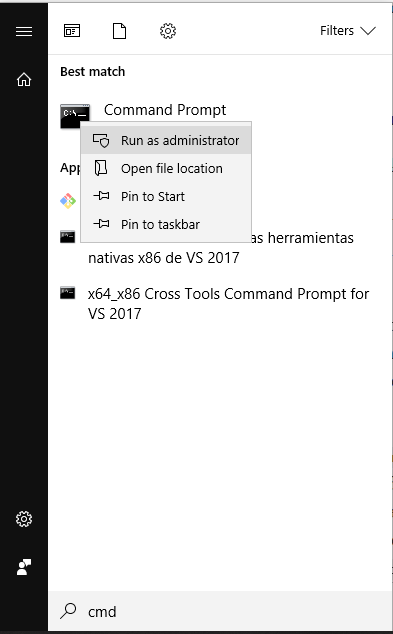 Filters
Best match
C:\.
Command Prompt
Run as administrator
App
Open file location
Pin to Start
Pin to taskbar
as herramientas
nativas x86 de VS 2017
x64_x86 Cross Tools Command Prompt for
VS 2017
cmd